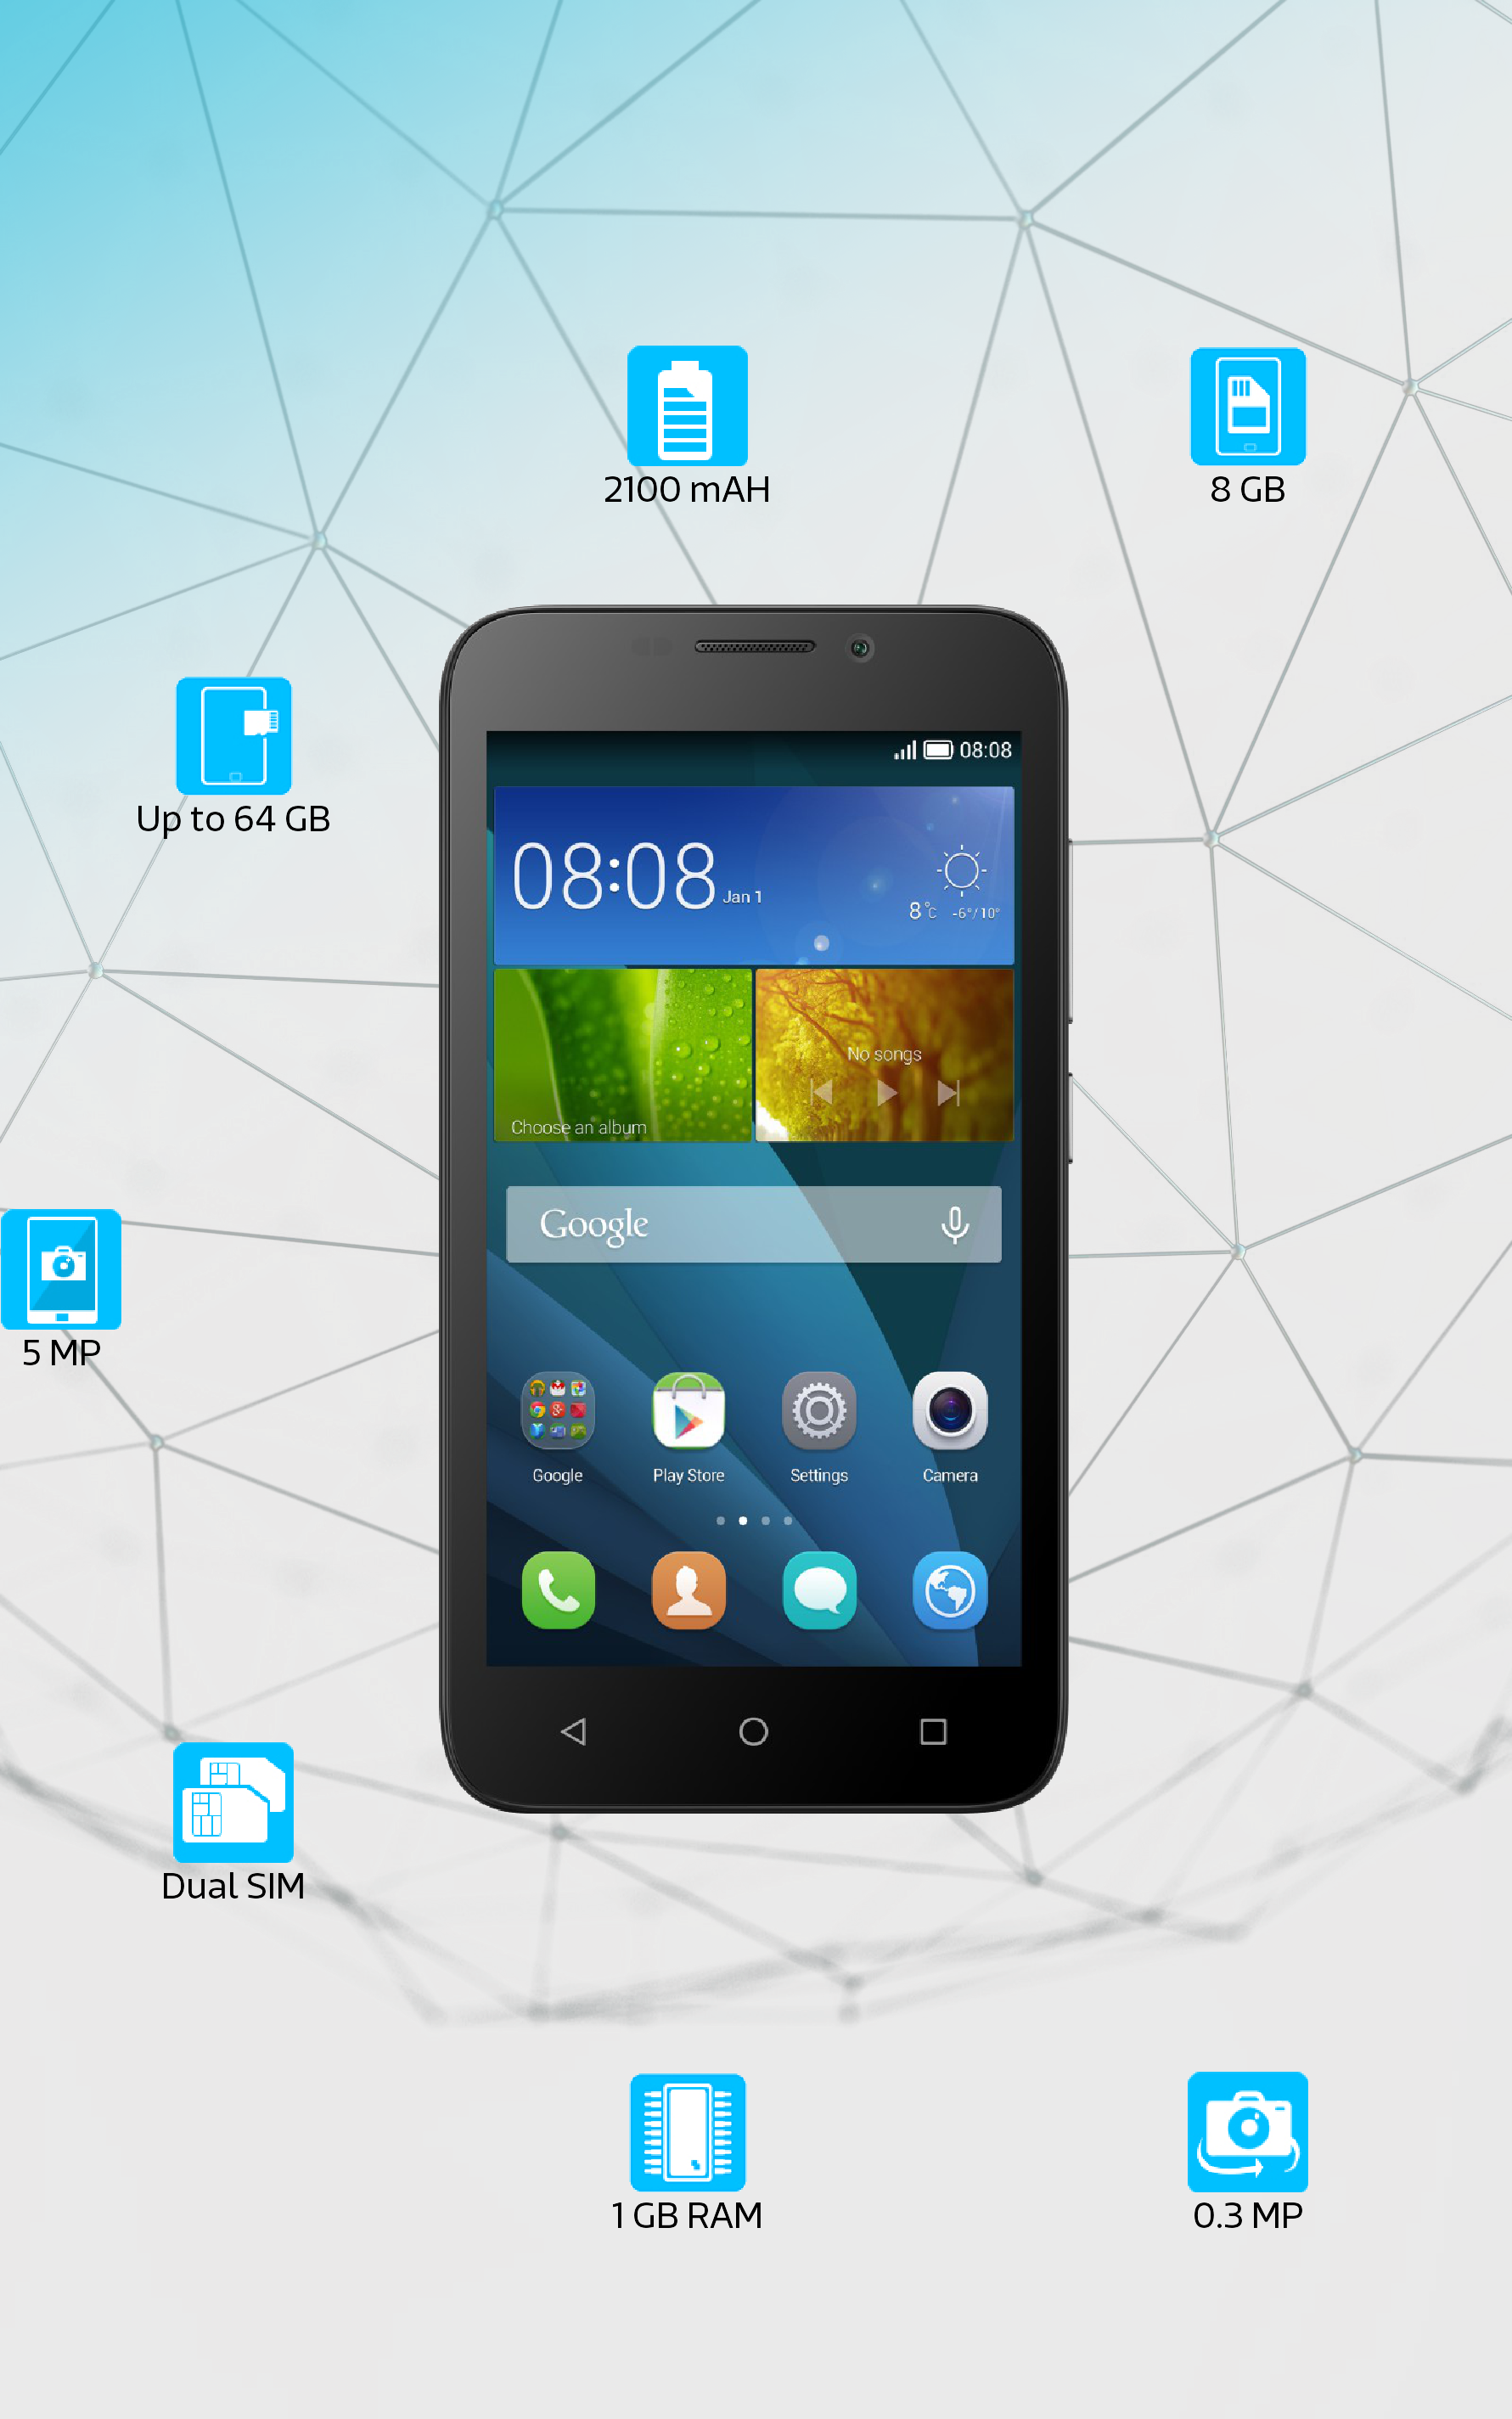 2100 mAH
8 GB
Up to 64 GB
08:08
08:08
Jan 1
8°C -6°/10°
No songs
Choose an album
Google
5 MP
Google
Play Store
Settings
Camera
Dual SIM
1 GB RAM
0.3 MP